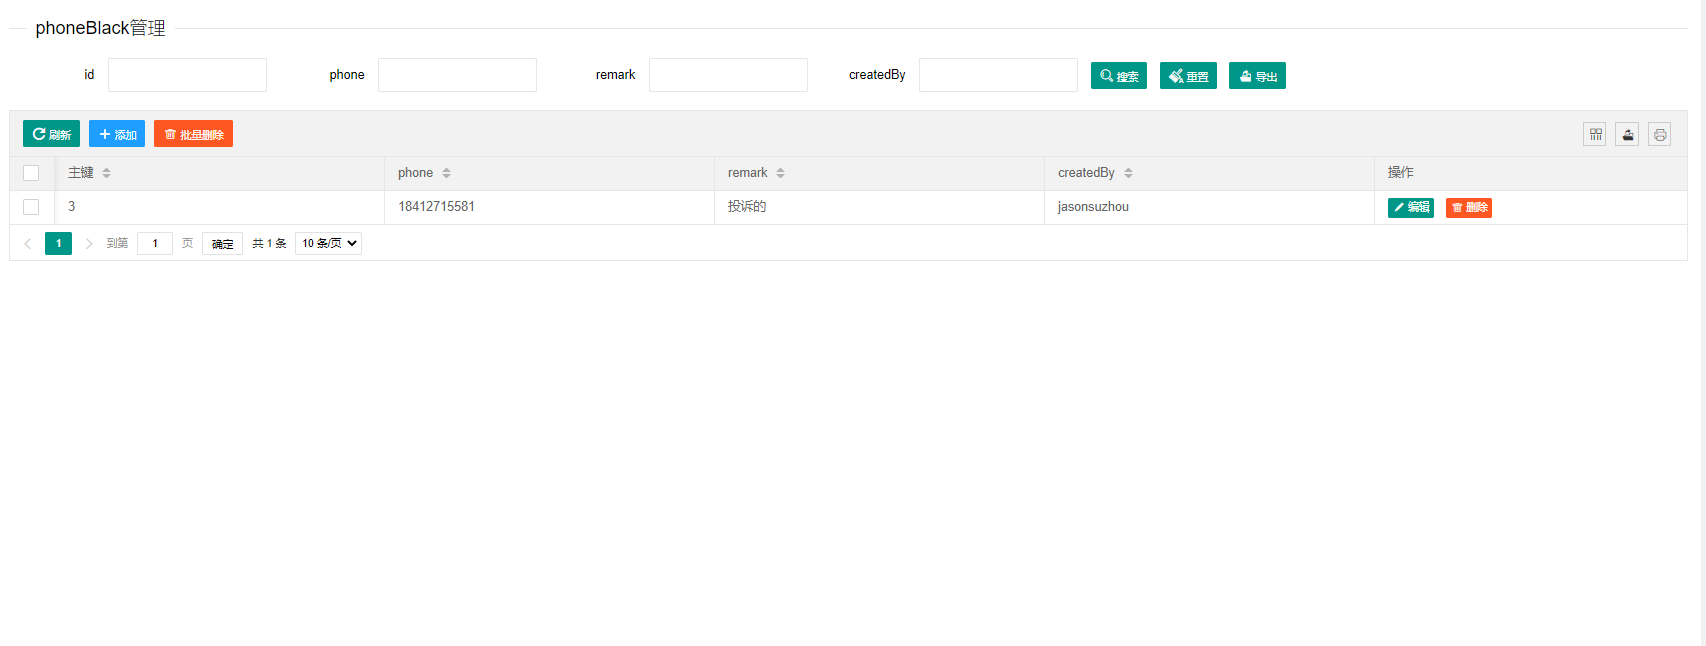 phoneBlack管理
id phone remark createdBy 搜索 重置 导出
刷新 添加 批量删除
主键 phone remark createdBy 操作
3 18412715581 投诉的 jasonsuzhou 编辑 删除
1 到第 1 页 确定 共 1 条 10 条/页